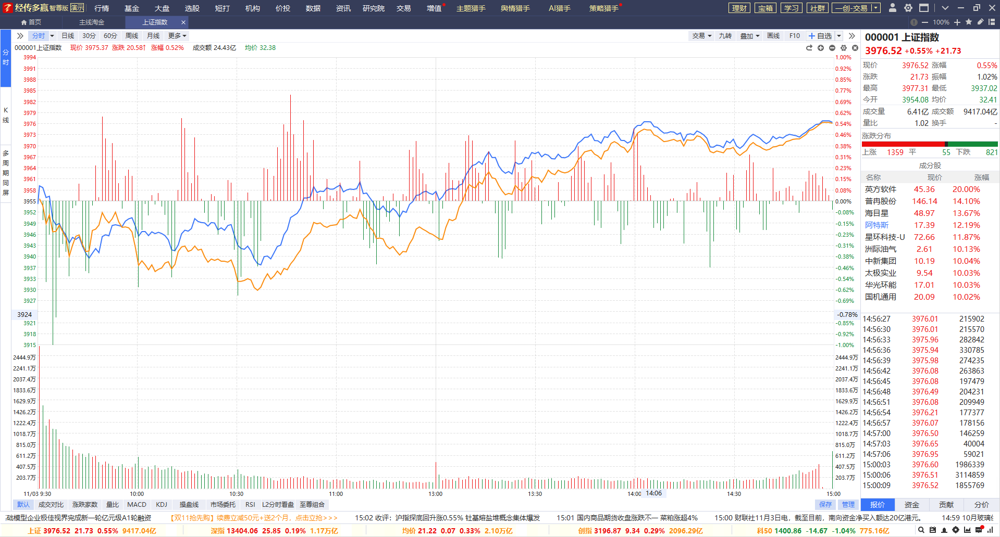 经传多赢 智尊版 演示 行情 基金 大盘 选股 短打 机构 价投 数据 资讯 研究院 交易 增值 主题猎手 舆情猎手 AI猎手 策略猎手 理财 宝箱 学习 社群 一创-交易
首页 主线淘金 上证指数 100%
分时 日线 30分 60分 周线 月线 更多 交易 九转 叠加 画线 F10 自选
000001上证指数 现价 3975.37 涨跌 20.58↑ 涨幅 0.52% 成交额 24.43亿 均价 32.38
分时
K线
多周期同屏
3994 1.00%
3991 0.92%
3988 0.85%
3985 0.77%
3982 0.69%
3979 0.62%
3976 0.54%
3973 0.46%
3970 0.38%
3967 0.31%
3964 0.23%
3961 0.15%
3958 0.08%
3955 0.00%
3952 -0.08%
3949 -0.15%
3946 -0.23%
3943 -0.31%
3940 -0.38%
3937 -0.46%
3933 -0.54%
3930 -0.62%
3927 -0.69%
3924 -0.78%
3921 -0.85%
3918 -0.92%
3915 -1.00%
2444.9万 2444.9万
2241.1万 2241.1万
2037.4万 2037.4万
1833.6万 1833.6万
1629.9万 1629.9万
1426.2万 1426.2万
1222.4万 1222.4万
1018.7万 1018.7万
815.0万 815.0万
611.2万 611.2万
407.5万 407.5万
203.7万 203.7万
11/03 9:30 10:00 10:30 11:00 13:00 13:30 14:00 14:06 14:30 15:00
默认 成交对比 涨跌家数 量比 MACD KDJ 操盘线 市场委托 RSI L2分时看盘 至尊组合 保存 管理
000001 上证指数
3976.52 +0.55% +21.73
现价 3976.52 涨幅 0.55%
涨跌 21.73 振幅 1.02%
最高 3977.31 最低 3937.02
今开 3954.08 均价 32.41
成交量 6.41亿 成交额 9417.04亿
量比 1.02 换手 -
涨跌分布
上涨 1359 平 55 下跌 821
成分股
名称 现价 涨幅
英方软件 45.36 20.00%
普冉股份 146.14 14.10%
海目星 48.97 13.67%
阿特斯 17.39 12.19%
星环科技-U 72.66 11.87%
洲际油气 2.61 10.13%
中新集团 10.19 10.04%
太极实业 9.54 10.03%
华光环能 17.01 10.03%
国机通用 20.09 10.02%
14:56:27 3976.01 215902
14:56:30 3976.01 215570
14:56:33 3975.96 282842
14:56:36 3975.94 330785
14:56:39 3975.98 274235
14:56:42 3976.08 263863
14:56:45 3976.08 197479
14:56:48 3976.49 204231
14:56:51 3976.08 209949
14:56:54 3976.21 177377
14:56:57 3976.07 178156
14:57:00 3976.50 146259
14:57:03 3976.65 40004
14:57:06 3976.95 59021
15:00:03 3976.60 1986339
15:00:06 3976.51 3114859
15:00:09 3976.52 1855769
报价 资金 贡献 分价
础模型企业极佳视界完成新一轮亿元级A1轮融资 【双11抢先购】续费立减50元+送2个月，点击立抢>>> 15:02 收评：沪指探底回升涨0.55% 钍基熔盐堆概念集体爆发 15:01 国内商品期货收盘涨跌不一 菜粕涨超4% 15:00 财联社11月3日电，截至目前，南向资金净买入额达20亿港元。 14:59 10月玻璃
上证 3976.52 21.73 0.55% 9417.04亿 深指 13404.06 25.85 0.19% 1.17万亿 均价 21.22 0.07 0.33% 2.10万亿 创指 3196.87 9.34 0.29% 2096.29亿 科50 1400.86 -14.67 -1.04% 775.16亿